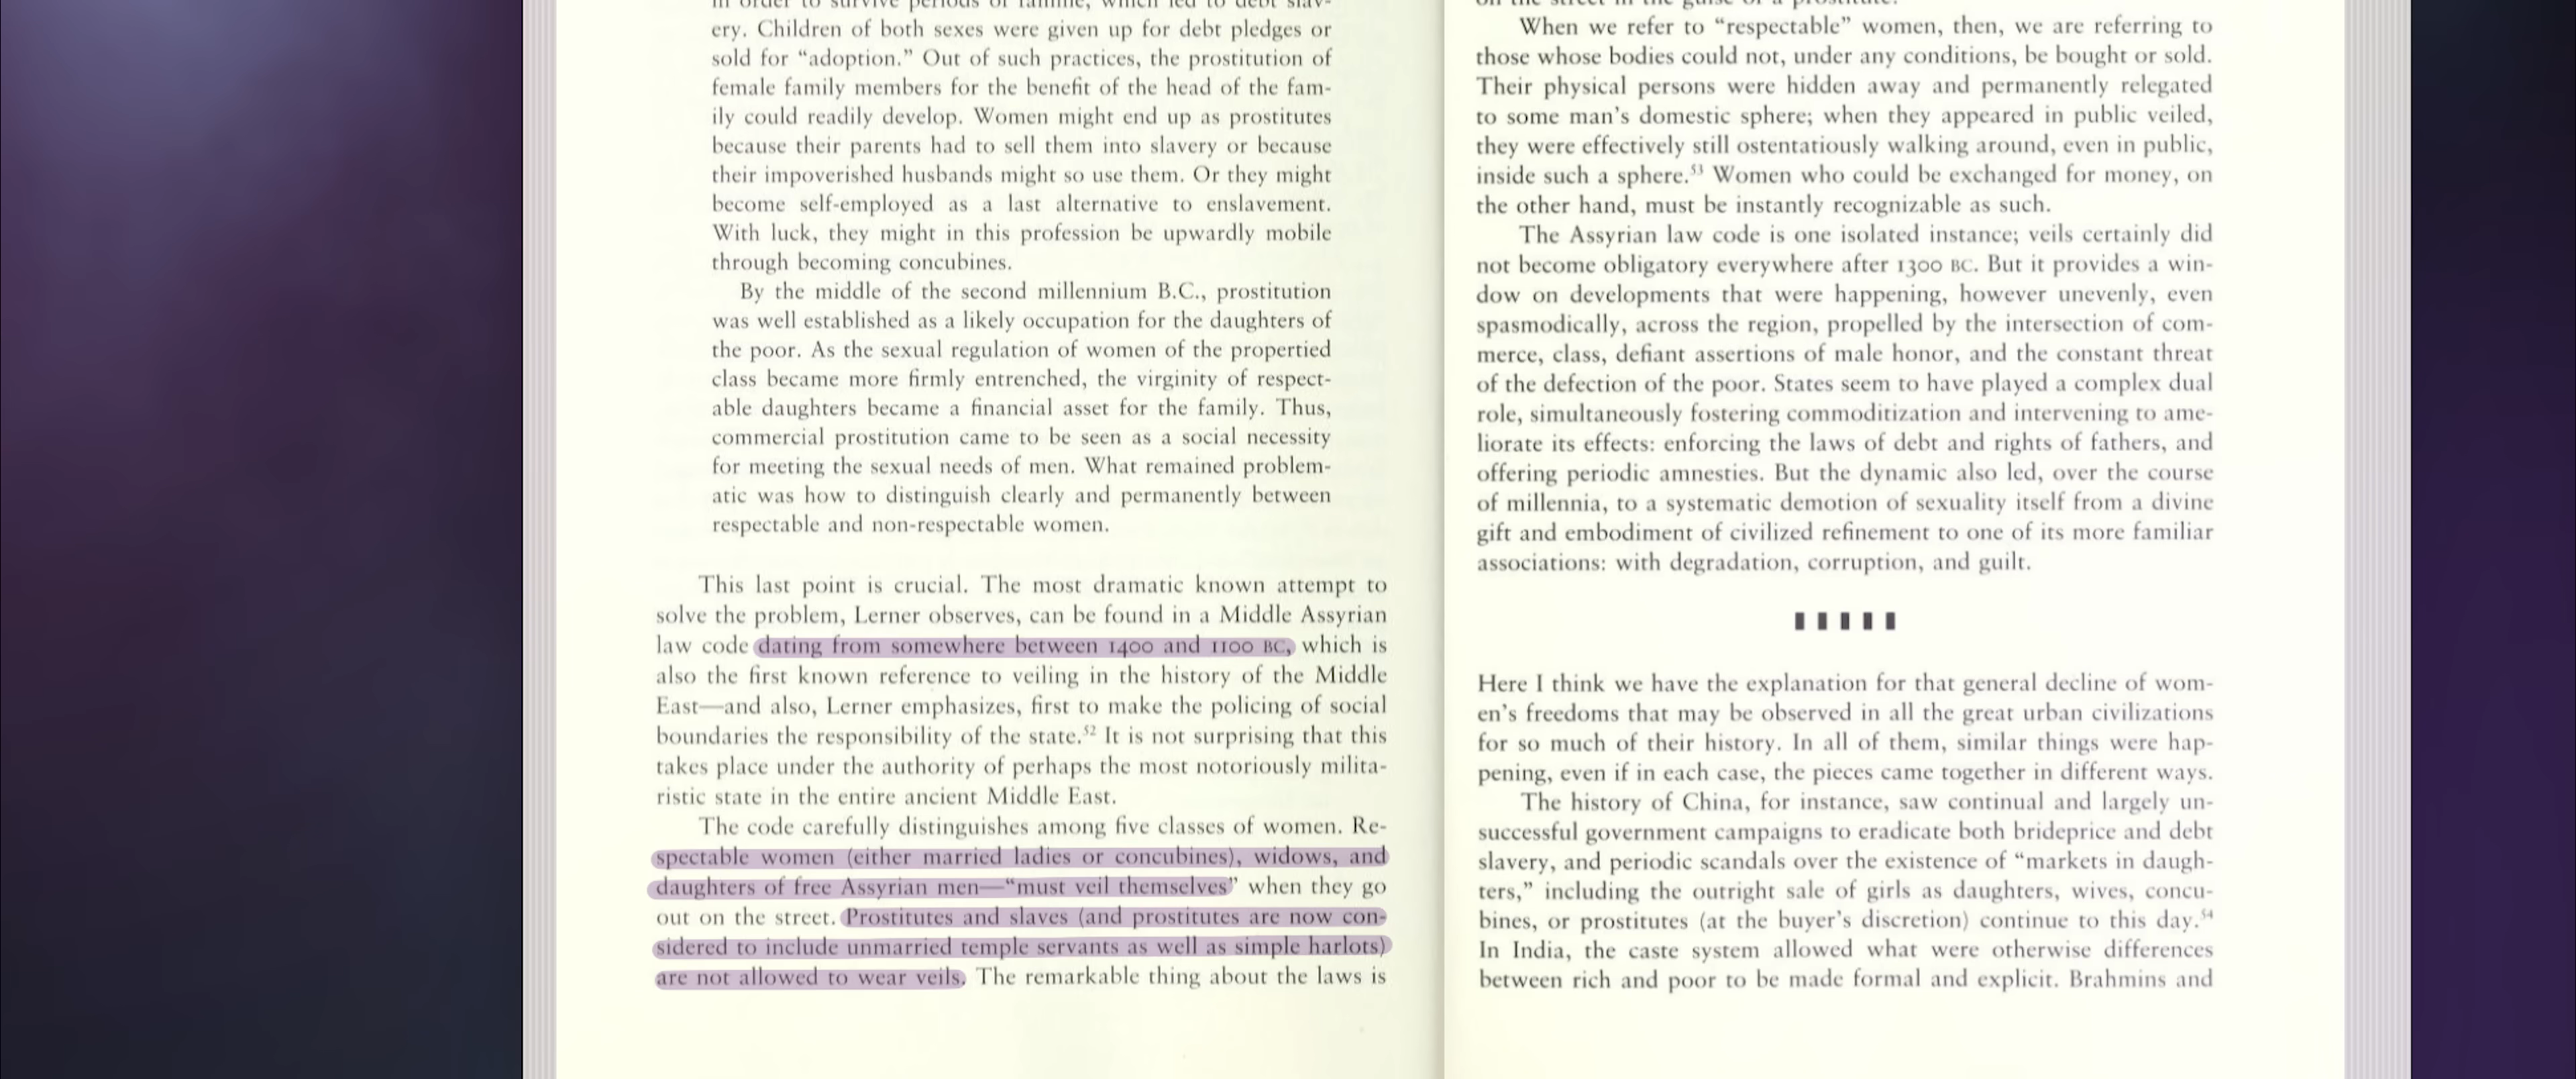 in order to survive periods of famine, which led to debt slav-
ery. Children of both sexes were given up for debt pledges or
sold for “adoption.” Out of such practices, the prostitution of
female family members for the benefit of the head of the fam-
ily could readily develop. Women might end up as prostitutes
because their parents had to sell them into slavery or because
their impoverished husbands might so use them. Or they might
become self-employed as a last alternative to enslavement.
With luck, they might in this profession be upwardly mobile
through becoming concubines.
By the middle of the second millennium B.C., prostitution
was well established as a likely occupation for the daughters of
the poor. As the sexual regulation of women of the propertied
class became more firmly entrenched, the virginity of respect-
able daughters became a financial asset for the family. Thus,
commercial prostitution came to be seen as a social necessity
for meeting the sexual needs of men. What remained problem-
atic was how to distinguish clearly and permanently between
respectable and non-respectable women.
This last point is crucial. The most dramatic known attempt to
solve the problem, Lerner observes, can be found in a Middle Assyrian
law code dating from somewhere between 1400 and 1100 BC, which is
also the first known reference to veiling in the history of the Middle
East—and also, Lerner emphasizes, first to make the policing of social
boundaries the responsibility of the state.52 It is not surprising that this
takes place under the authority of perhaps the most notoriously milita-
ristic state in the entire ancient Middle East.
The code carefully distinguishes among five classes of women. Re-
spectable women (either married ladies or concubines), widows, and
daughters of free Assyrian men—“must veil themselves” when they go
out on the street. Prostitutes and slaves (and prostitutes are now con-
sidered to include unmarried temple servants as well as simple harlots)
are not allowed to wear veils. The remarkable thing about the laws is
on the street in the guise of a prostitute.
When we refer to “respectable” women, then, we are referring to
those whose bodies could not, under any conditions, be bought or sold.
Their physical persons were hidden away and permanently relegated
to some man’s domestic sphere; when they appeared in public veiled,
they were effectively still ostentatiously walking around, even in public,
inside such a sphere.53 Women who could be exchanged for money, on
the other hand, must be instantly recognizable as such.
The Assyrian law code is one isolated instance; veils certainly did
not become obligatory everywhere after 1300 BC. But it provides a win-
dow on developments that were happening, however unevenly, even
spasmodically, across the region, propelled by the intersection of com-
merce, class, defiant assertions of male honor, and the constant threat
of the defection of the poor. States seem to have played a complex dual
role, simultaneously fostering commoditization and intervening to ame-
liorate its effects: enforcing the laws of debt and rights of fathers, and
offering periodic amnesties. But the dynamic also led, over the course
of millennia, to a systematic demotion of sexuality itself from a divine
gift and embodiment of civilized refinement to one of its more familiar
associations: with degradation, corruption, and guilt.
Here I think we have the explanation for that general decline of wom-
en’s freedoms that may be observed in all the great urban civilizations
for so much of their history. In all of them, similar things were hap-
pening, even if in each case, the pieces came together in different ways.
The history of China, for instance, saw continual and largely un-
successful government campaigns to eradicate both brideprice and debt
slavery, and periodic scandals over the existence of “markets in daugh-
ters,” including the outright sale of girls as daughters, wives, concu-
bines, or prostitutes (at the buyer’s discretion) continue to this day.54
In India, the caste system allowed what were otherwise differences
between rich and poor to be made formal and explicit. Brahmins and